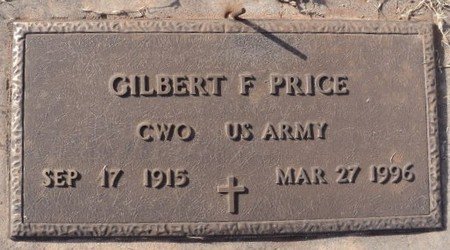 GILBERT F PRICE
CWO US ARMY
SEP 17 1915 MAR 27 1996